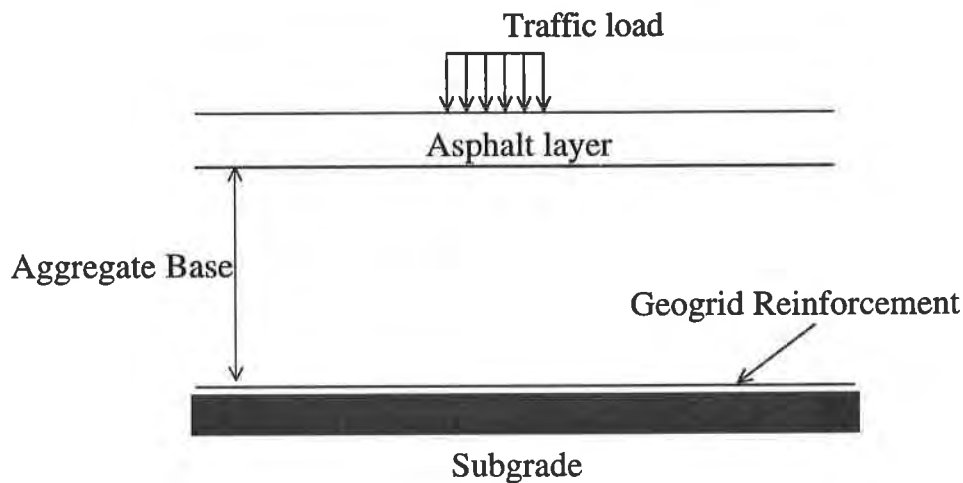 Traffic load
Asphalt layer
Aggregate Base
Geogrid Reinforcement
Subgrade